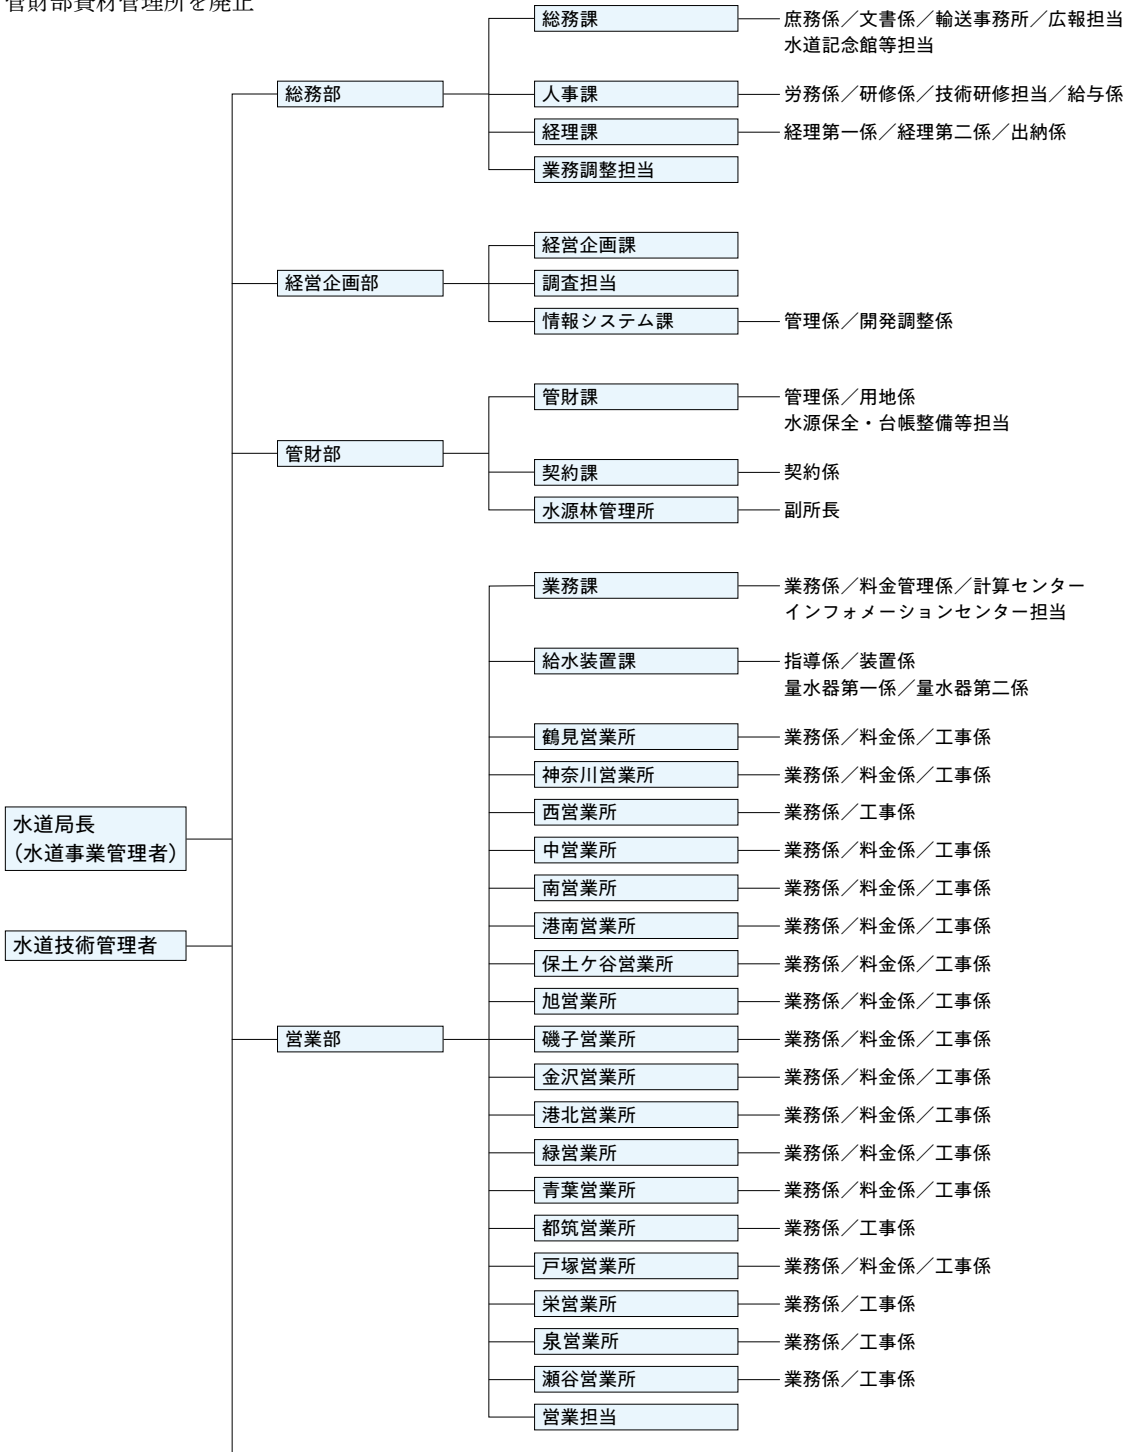 管財部資材管理所を廃止
総務課 庶務係／文書係／輸送事務所／広報担当
水道記念館等担当
総務部
人事課 労務係／研修係／技術研修担当／給与係
経理課 経理第一係／経理第二係／出納係
業務調整担当
経営企画課
経営企画部
調査担当
情報システム課 管理係／開発調整係
管財課 管理係／用地係
水源保全・台帳整備等担当
管財部
契約課 契約係
水源林管理所 副所長
業務課 業務係／料金管理係／計算センター
インフォメーションセンター担当
給水装置課 指導係／装置係
量水器第一係／量水器第二係
鶴見営業所 業務係／料金係／工事係
神奈川営業所 業務係／料金係／工事係
水道局長
（水道事業管理者）
西営業所 業務係／工事係
中営業所 業務係／料金係／工事係
南営業所 業務係／料金係／工事係
港南営業所 業務係／料金係／工事係
水道技術管理者
保土ケ谷営業所 業務係／料金係／工事係
旭営業所 業務係／料金係／工事係
営業部
磯子営業所 業務係／料金係／工事係
金沢営業所 業務係／料金係／工事係
港北営業所 業務係／料金係／工事係
緑営業所 業務係／料金係／工事係
青葉営業所 業務係／料金係／工事係
都筑営業所 業務係／工事係
戸塚営業所 業務係／料金係／工事係
栄営業所 業務係／工事係
泉営業所 業務係／工事係
瀬谷営業所 業務係／工事係
営業担当